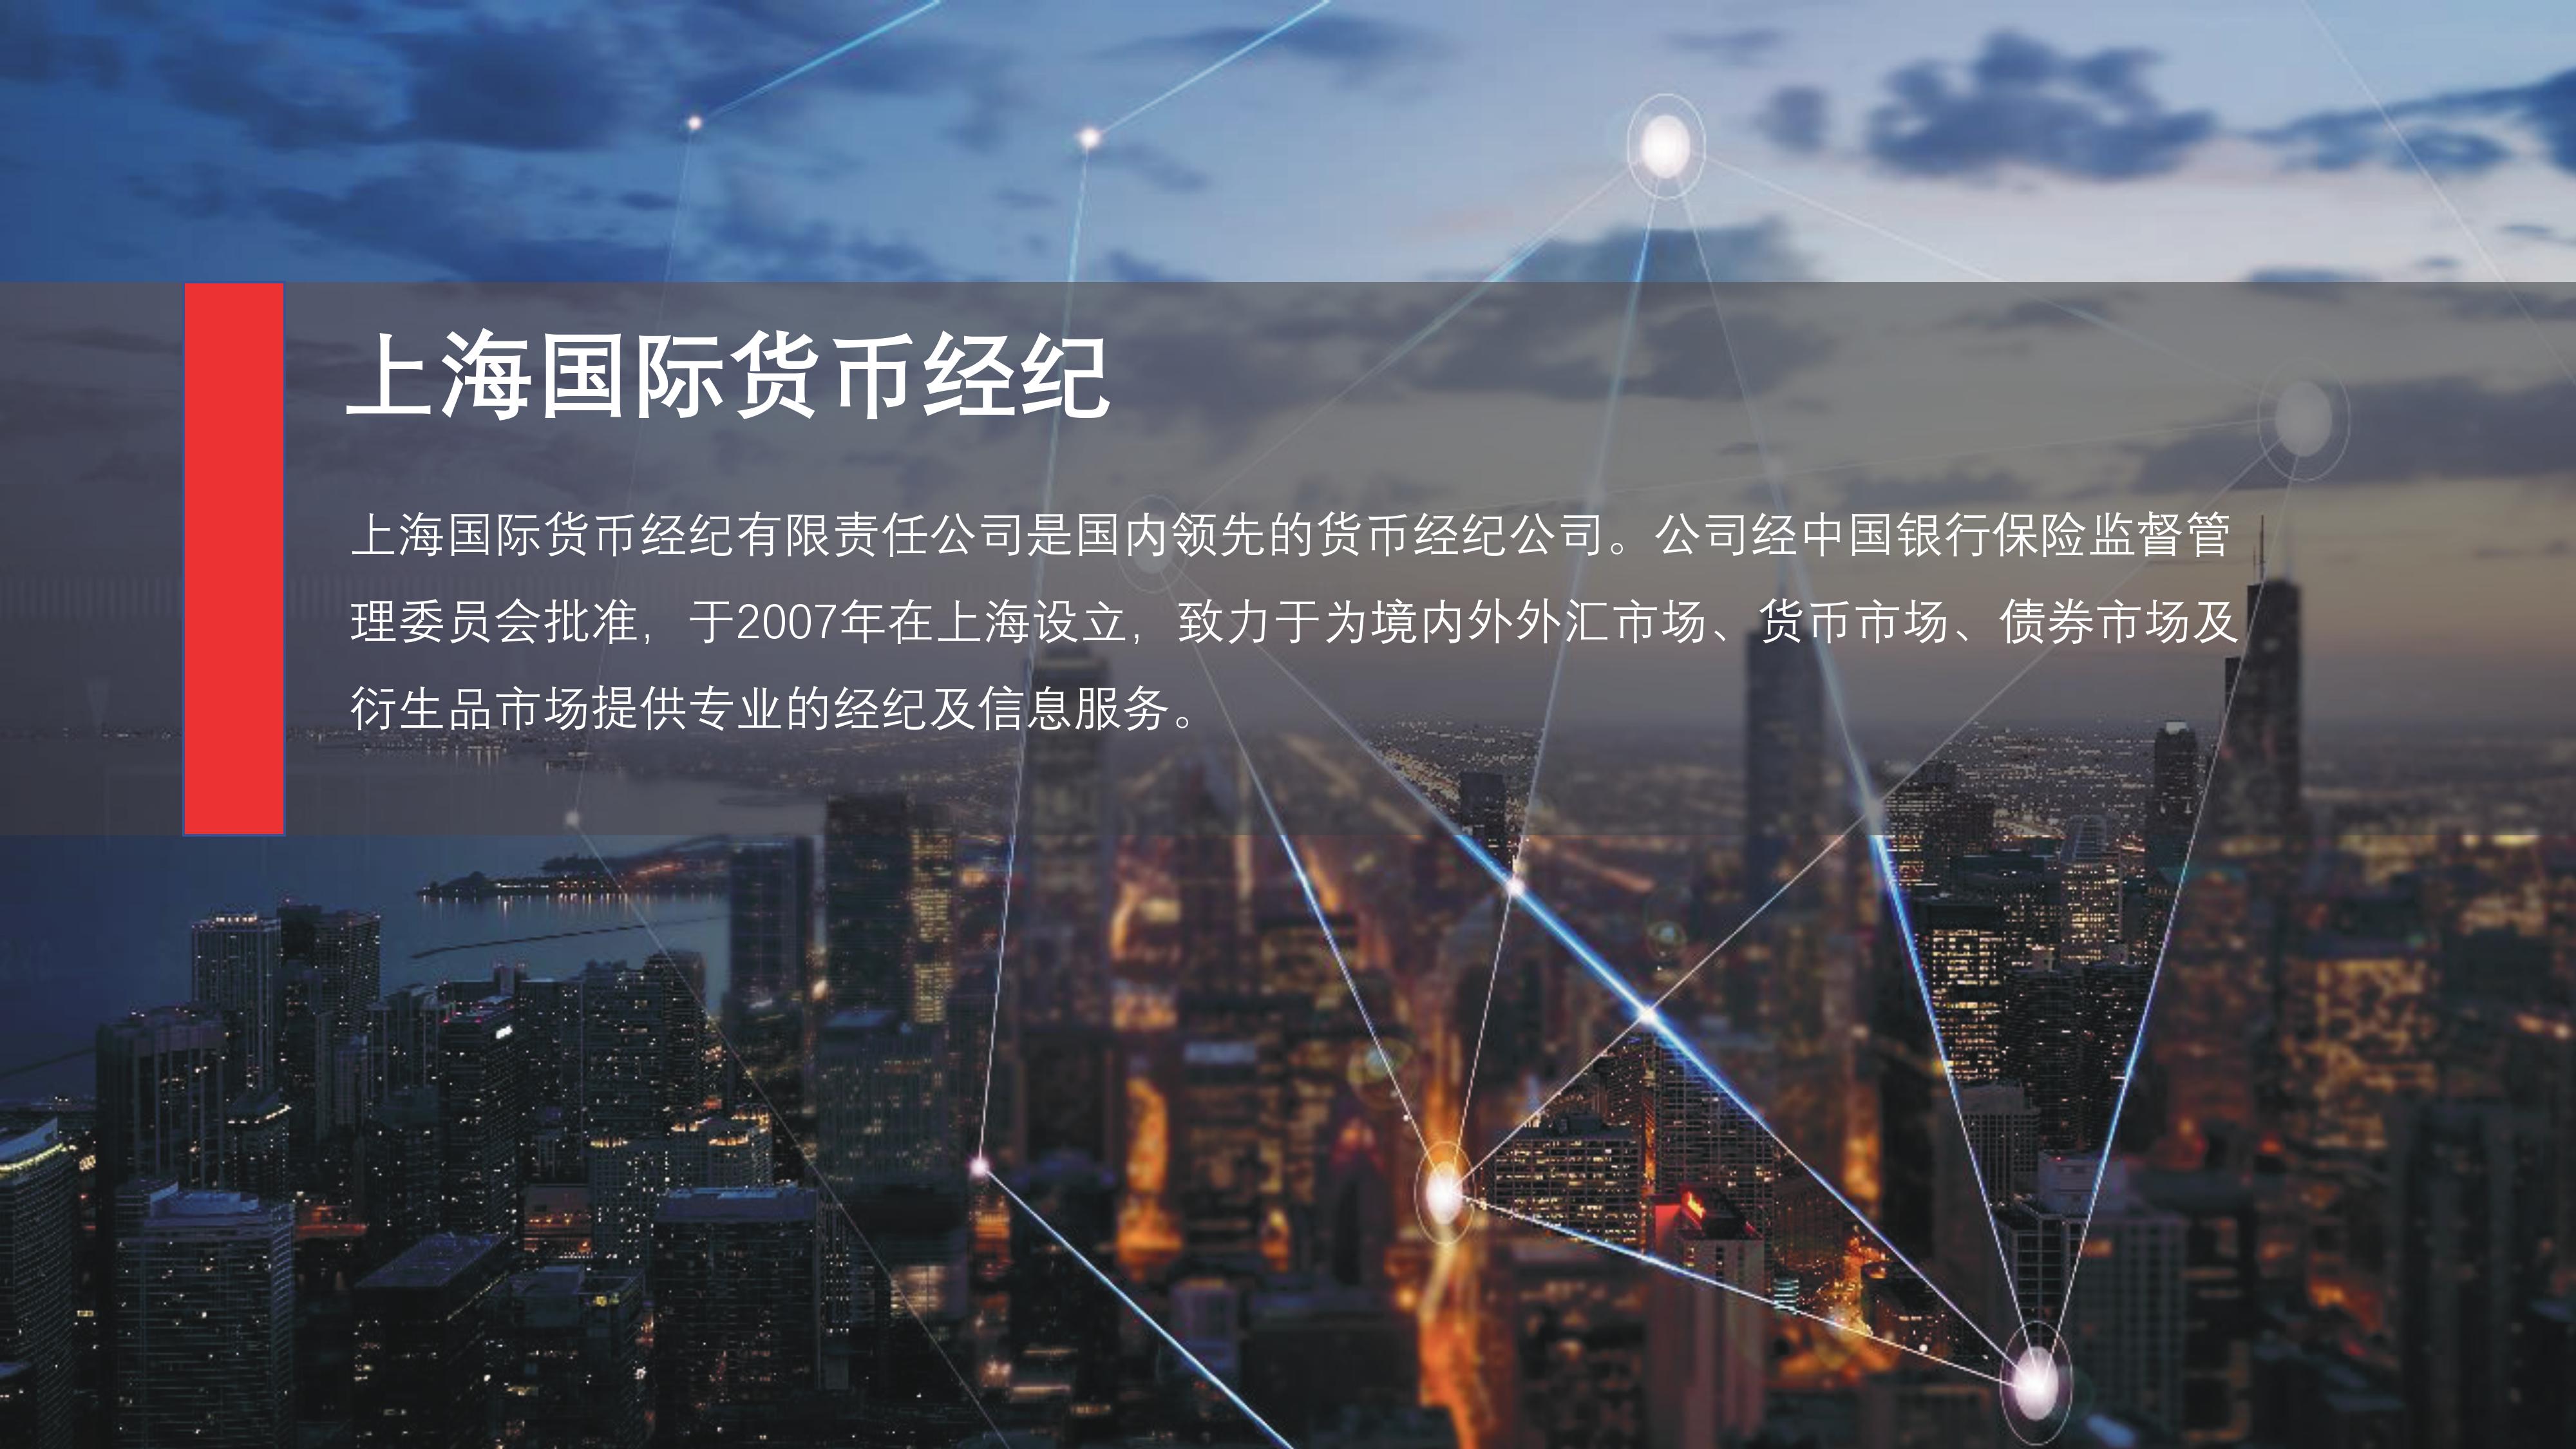 上海国际货币经纪
上海国际货币经纪有限责任公司是国内领先的货币经纪公司。公司经中国银行保险监督管
理委员会批准，于2007年在上海设立，致力于为境内外外汇市场、货币市场、债券市场及
衍生品市场提供专业的经纪及信息服务。